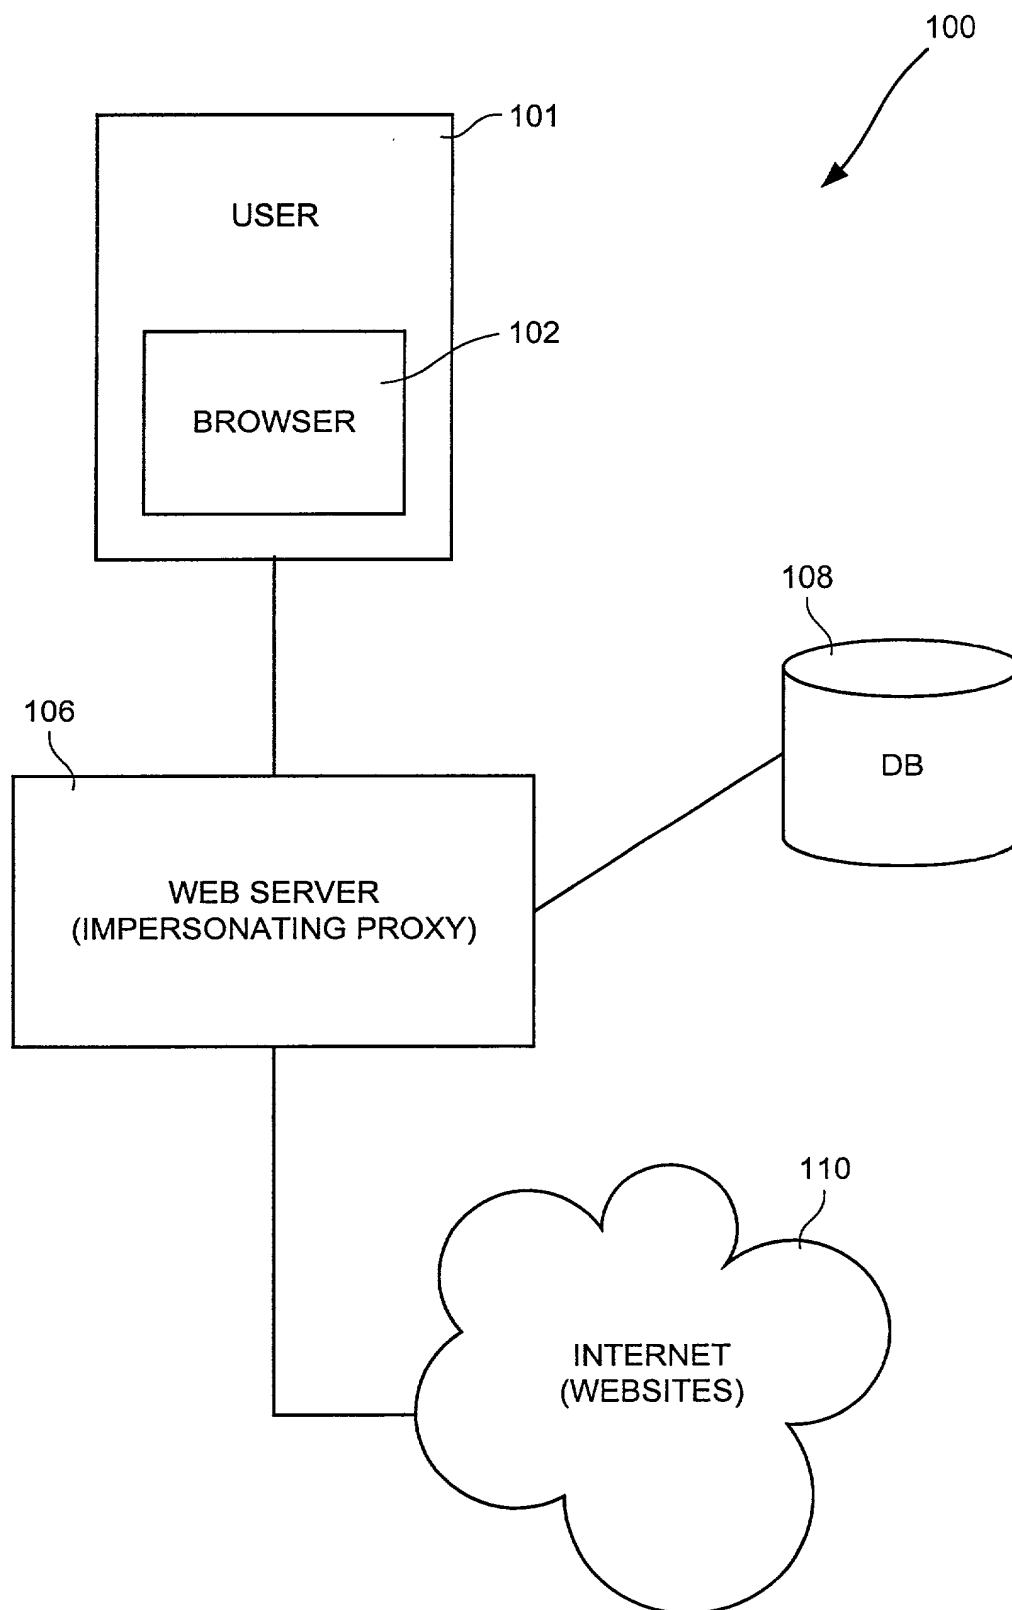 100
101
USER
102
BROWSER
108
106
DB
WEB SERVER
(IMPERSONATING PROXY)
110
INTERNET
(WEBSITES)